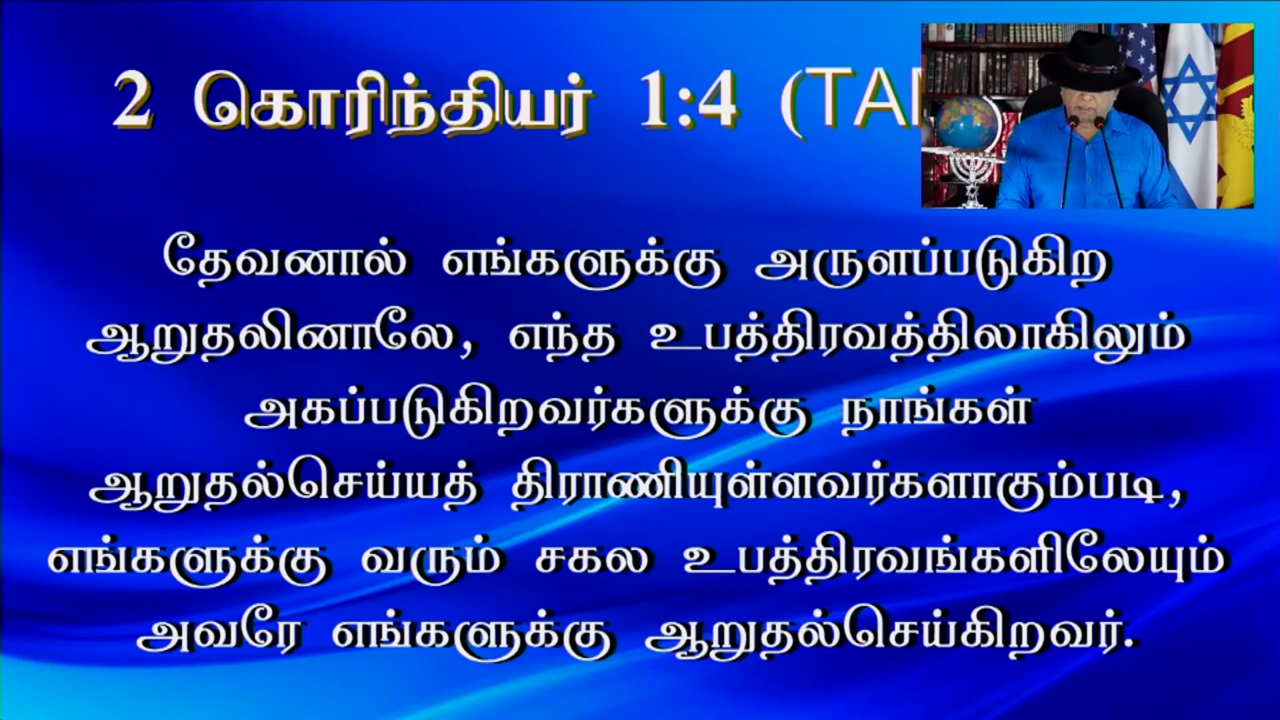 2 கொரிந்தியர் 1:4 (TAM
தேவனால் எங்களுக்கு அருளப்படுகிற
ஆறுதலினாலே, எந்த உபத்திரவத்திலாகிலும்
அகப்படுகிறவர்களுக்கு நாங்கள்
ஆறுதல்செய்யத் திராணியுள்ளவர்களாகும்படி,
எங்களுக்கு வரும் சகல உபத்திரவங்களிலேயும்
அவரே எங்களுக்கு ஆறுதல்செய்கிறவர்.